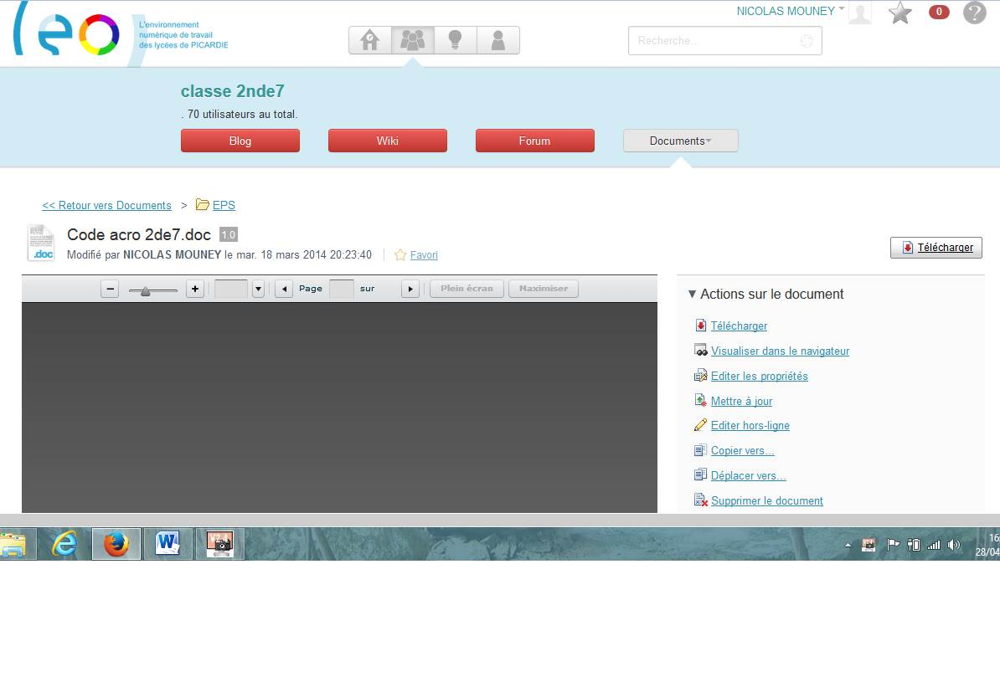 L'environnement
numérique de travail
des lycées de PICARDIE
NICOLAS MOUNEY
0
?
Recherche...
classe 2nde7
. 70 utilisateurs au total.
Blog
Wiki
Forum
Documents
<< Retour vers Documents > EPS
.doc
Code acro 2de7.doc 1.0
Modifié par NICOLAS MOUNEY le mar. 18 mars 2014 20:23:40
Favori
Télécharger
Page sur
Plein écran
Maximiser
Actions sur le document
Télécharger
Visualiser dans le navigateur
Editer les propriétés
Mettre à jour
Editer hors-ligne
Copier vers...
Déplacer vers...
Supprimer le document
28/04